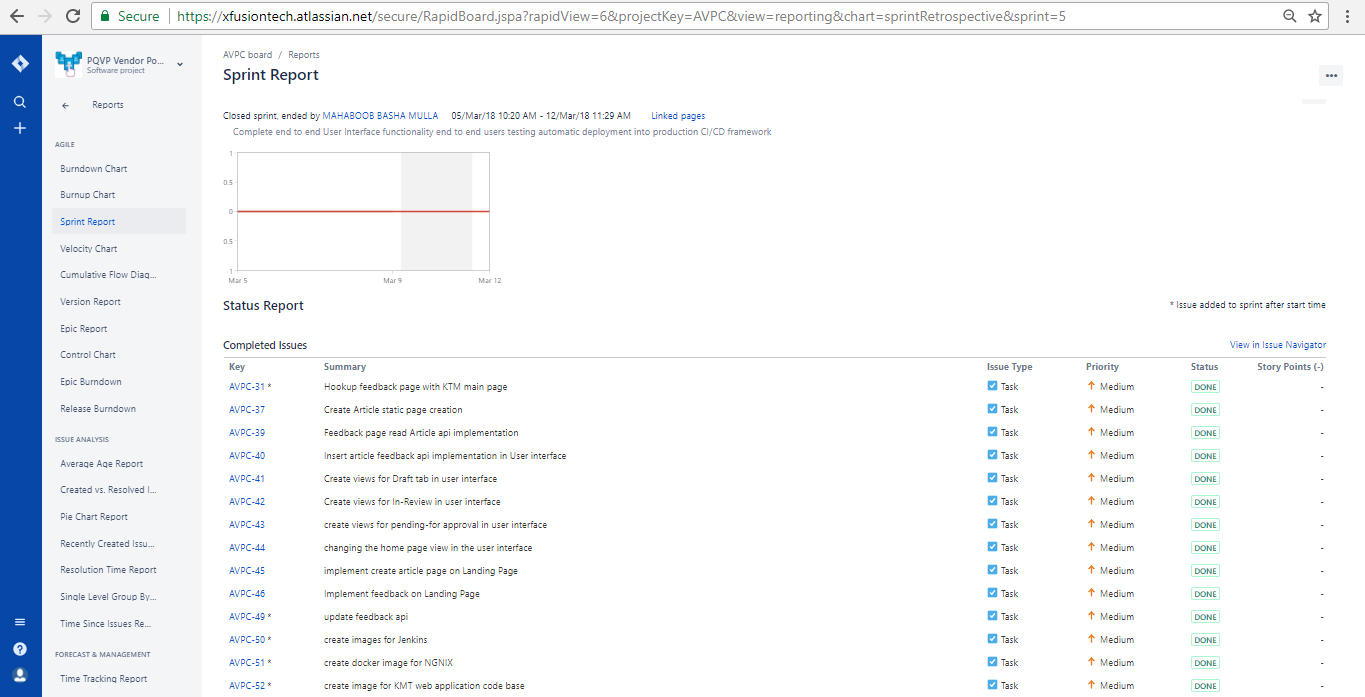 Secure https://xfusiontech.atlassian.net/secure/RapidBoard.jspa?rapidView=6&projectKey=AVPC&view=reporting&chart=sprintRetrospective&sprint=5
PQVP Vendor Po...
Software project
Reports
AGILE
Burndown Chart
Burnup Chart
Sprint Report
Velocity Chart
Cumulative Flow Diag...
Version Report
Epic Report
Control Chart
Epic Burndown
Release Burndown
ISSUE ANALYSIS
Average Age Report
Created vs. Resolved I...
Pie Chart Report
Recently Created Issu...
Resolution Time Report
Single Level Group By...
Time Since Issues Re...
FORECAST & MANAGEMENT
Time Tracking Report
AVPC board / Reports
Sprint Report
Closed sprint, ended by MAHABOOB BASHA MULLA 05/Mar/18 10:20 AM - 12/Mar/18 11:29 AM Linked pages
Complete end to end User Interface functionality end to end users testing automatic deployment into production CI/CD framework
1
0.5
0
0.5
1
Mar 5 Mar 9 Mar 12
Status Report
* Issue added to sprint after start time
Completed Issues View in Issue Navigator
Key Summary Issue Type Priority Status Story Points (-)
AVPC-31 * Hookup feedback page with KTM main page Task Medium DONE -
AVPC-37 Create Article static page creation Task Medium DONE -
AVPC-39 Feedback page read Article api implementation Task Medium DONE -
AVPC-40 Insert article feedback api implementation in User interface Task Medium DONE -
AVPC-41 Create views for Draft tab in user interface Task Medium DONE -
AVPC-42 Create views for In-Review in user interface Task Medium DONE -
AVPC-43 create views for pending-for approval in user interface Task Medium DONE -
AVPC-44 changing the home page view in the user interface Task Medium DONE -
AVPC-45 implement create article page on Landing Page Task Medium DONE -
AVPC-46 Implement feedback on Landing Page Task Medium DONE -
AVPC-49 * update feedback api Task Medium DONE -
AVPC-50 * create images for Jenkins Task Medium DONE -
AVPC-51 * create docker image for NGNIX Task Medium DONE -
AVPC-52 * create image for KMT web application code base Task Medium DONE -